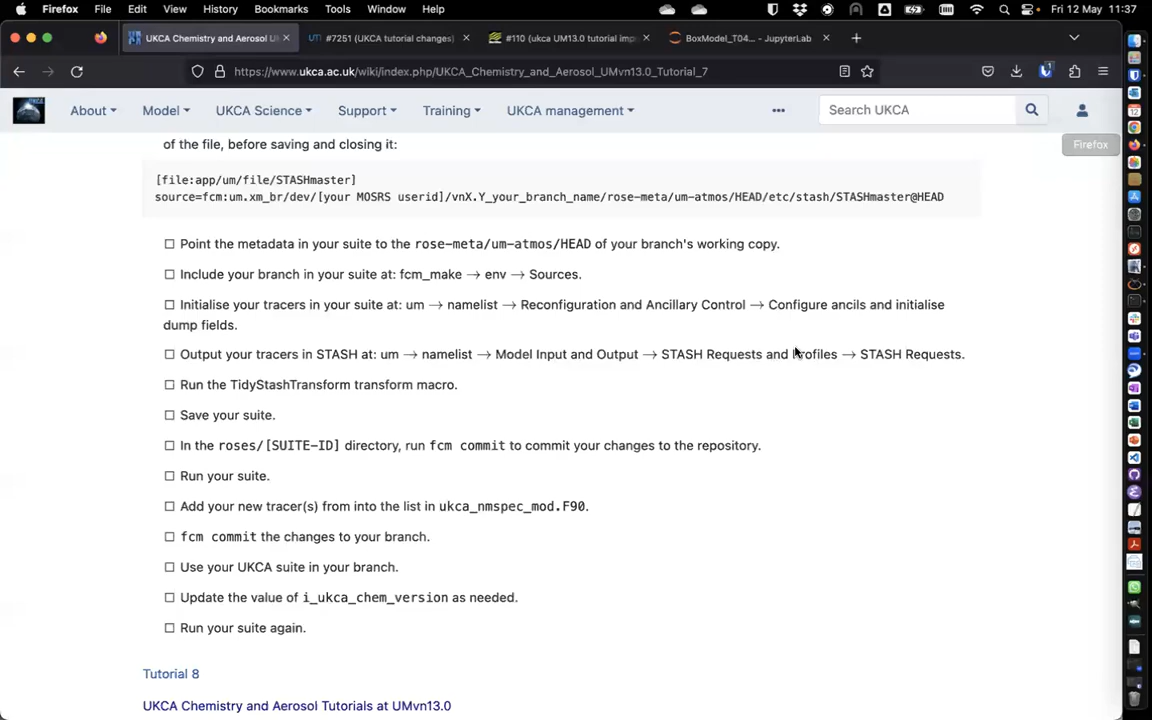 Firefox File Edit View History Bookmarks Tools Window Help Fri 12 May 11:37
UKCA Chemistry and Aerosol U #7251 (UKCA tutorial changes) #110 (ukca UM13.0 tutorial imp BoxModel_T04... - JupyterLab
https://www.ukca.ac.uk/wiki/index.php/UKCA_Chemistry_and_Aerosol_UMvn13.0_Tutorial_7
About Model UKCA Science Support Training UKCA management ••• Search UKCA
Firefox
of the file, before saving and closing it:
[file:app/um/file/STASHmaster]
source=fcm:um.xm_br/dev/[your MOSRS userid]/vnX.Y_your_branch_name/rose-meta/um-atmos/HEAD/etc/stash/STASHmaster@HEAD
Point the metadata in your suite to the rose-meta/um-atmos/HEAD of your branch's working copy.
Include your branch in your suite at: fcm_make → env → Sources.
Initialise your tracers in your suite at: um → namelist → Reconfiguration and Ancillary Control → Configure ancils and initialise
dump fields.
Output your tracers in STASH at: um → namelist → Model Input and Output → STASH Requests and Profiles → STASH Requests.
Run the TidyStashTransform transform macro.
Save your suite.
In the roses/[SUITE-ID] directory, run fcm commit to commit your changes to the repository.
Run your suite.
Add your new tracer(s) from into the list in ukca_nmspec_mod.F90.
fcm commit the changes to your branch.
Use your UKCA suite in your branch.
Update the value of i_ukca_chem_version as needed.
Run your suite again.
Tutorial 8
UKCA Chemistry and Aerosol Tutorials at UMvn13.0